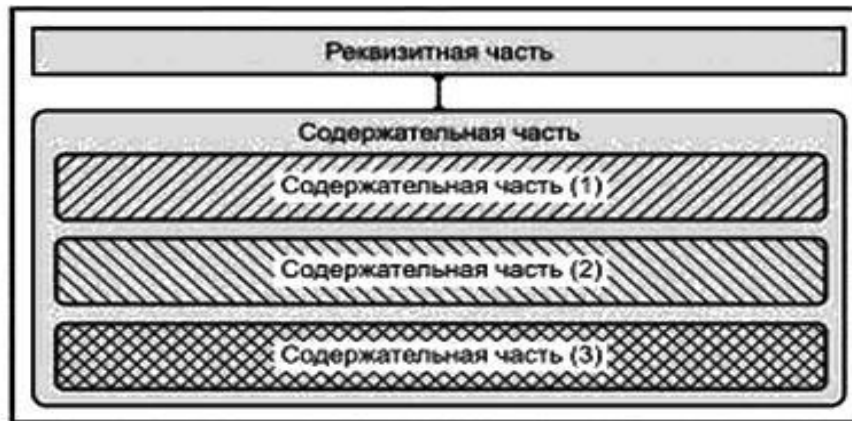 Реквизитная часть
Содержательная часть
Содержательная часть (1)
Содержательная часть (2)
Содержательная часть (3)